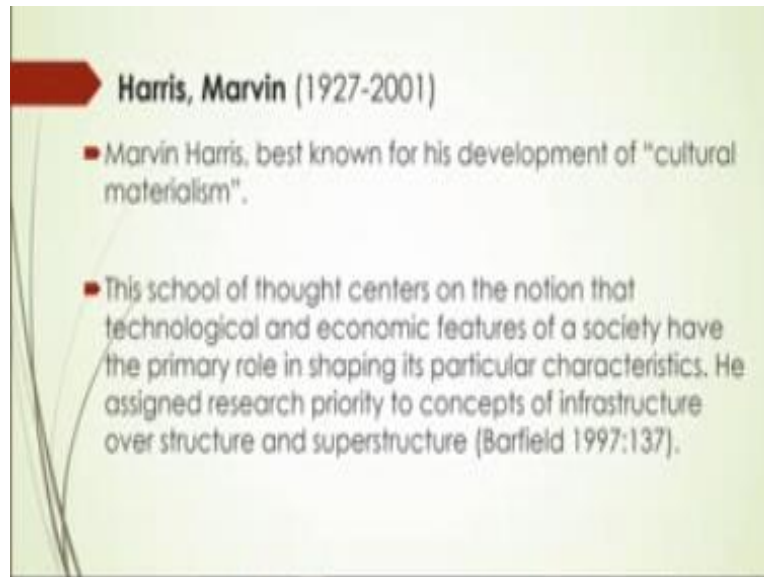 Harris, Marvin (1927-2001)
Marvin Harris, best known for his development of "cultural
materialism".
This school of thought centers on the notion that
technological and economic features of a society have
the primary role in shaping its particular characteristics. He
assigned research priority to concepts of infrastructure
over structure and superstructure (Barfield 1997:137).